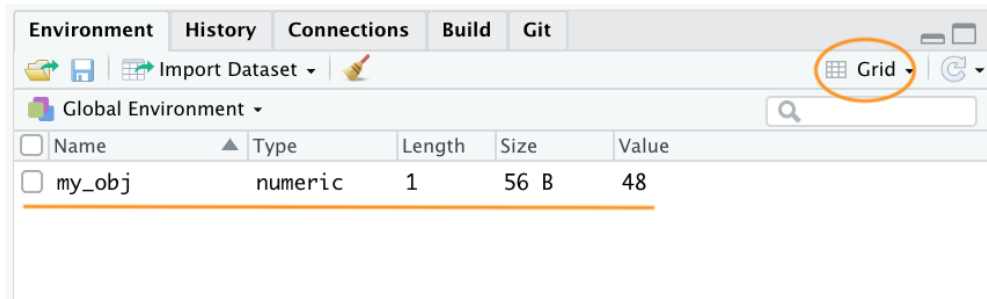 Environment History Connections Build Git
Import Dataset Grid
Global Environment
Name Type Length Size Value
my_obj numeric 1 56 B 48